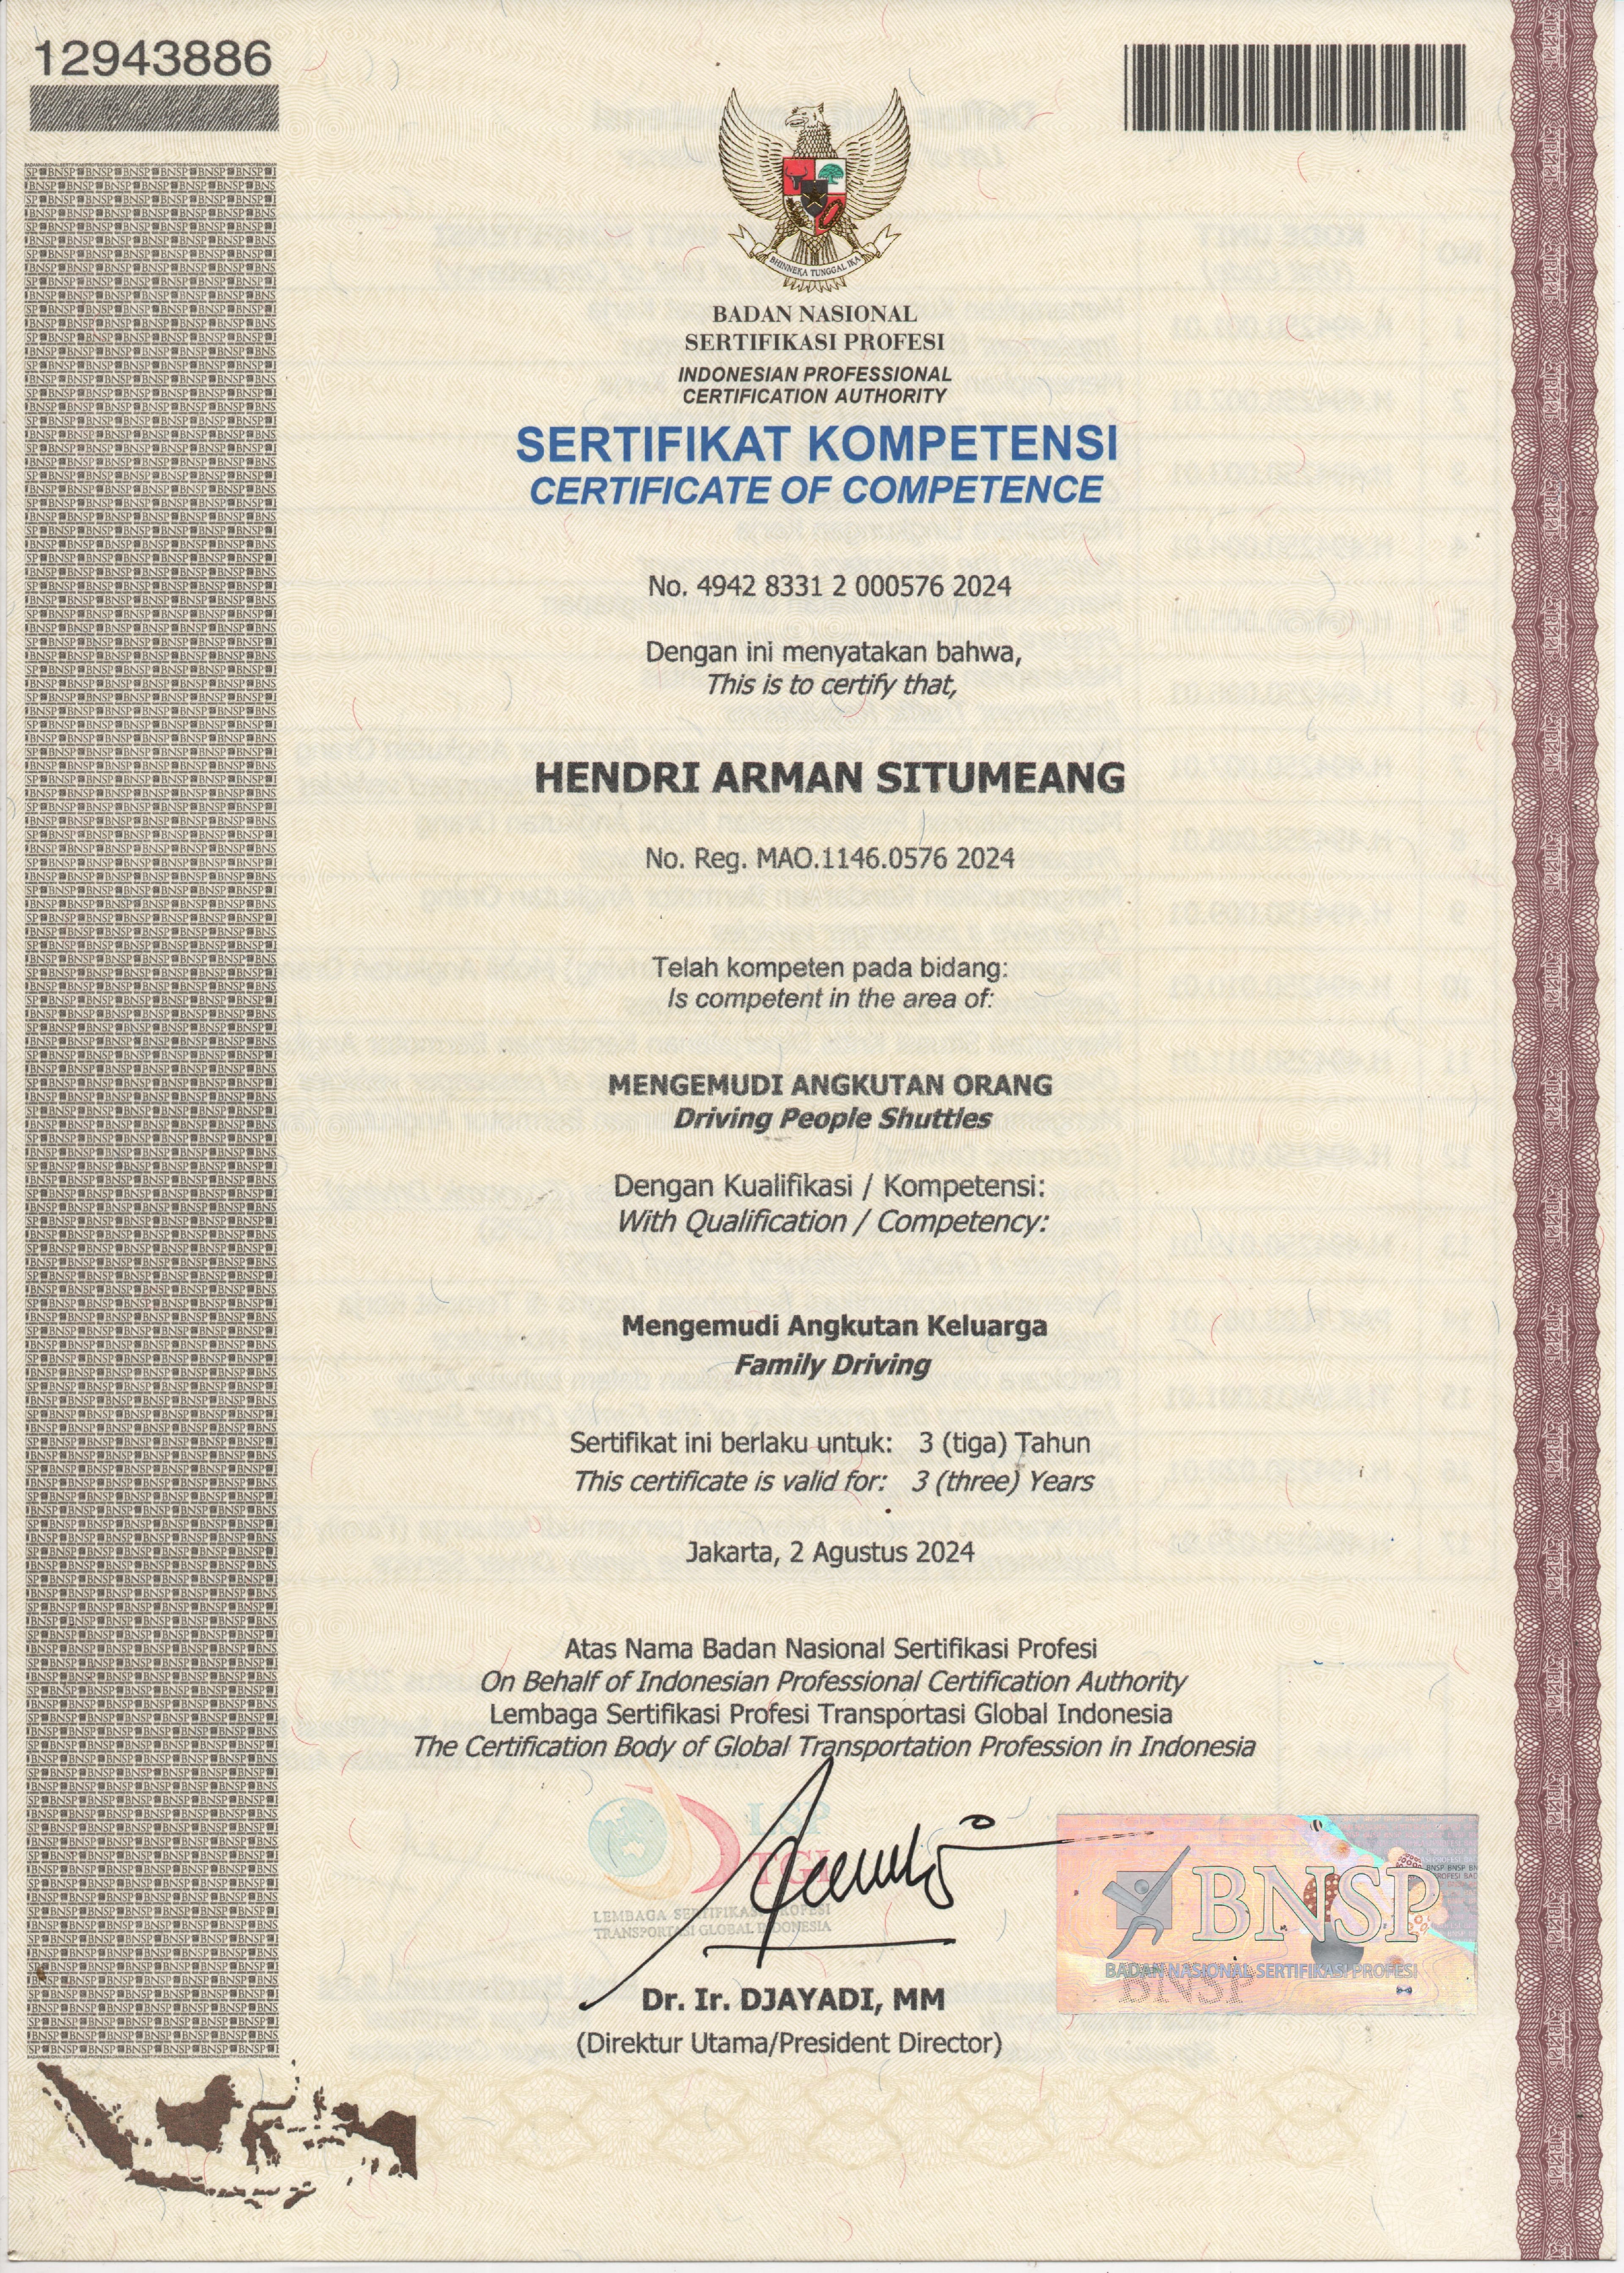 12943886
BHINNEKA TUNGGAL IKA
BADAN NASIONAL
SERTIFIKASI PROFESI
INDONESIAN PROFESSIONAL
CERTIFICATION AUTHORITY
SERTIFIKAT KOMPETENSI
CERTIFICATE OF COMPETENCE
No. 4942 8331 2 000576 2024
Dengan ini menyatakan bahwa,
This is to certify that,
HENDRI ARMAN SITUMEANG
No. Reg. MAO.1146.0576 2024
Telah kompeten pada bidang:
Is competent in the area of:
MENGEMUDI ANGKUTAN ORANG
Driving People Shuttles
Dengan Kualifikasi / Kompetensi:
With Qualification / Competency:
Mengemudi Angkutan Keluarga
Family Driving
Sertifikat ini berlaku untuk: 3 (tiga) Tahun
This certificate is valid for: 3 (three) Years
Jakarta, 2 Agustus 2024
Atas Nama Badan Nasional Sertifikasi Profesi
On Behalf of Indonesian Professional Certification Authority
Lembaga Sertifikasi Profesi Transportasi Global Indonesia
The Certification Body of Global Transportation Profession in Indonesia
LSP
TGI
LEMBAGA SERTIFIKASI PROFESI
TRANSPORTASI GLOBAL INDONESIA
BNSP
BADAN NASIONAL SERTIFIKASI PROFESI
BNSP
Dr. Ir. DJAYADI, MM
(Direktur Utama/President Director)